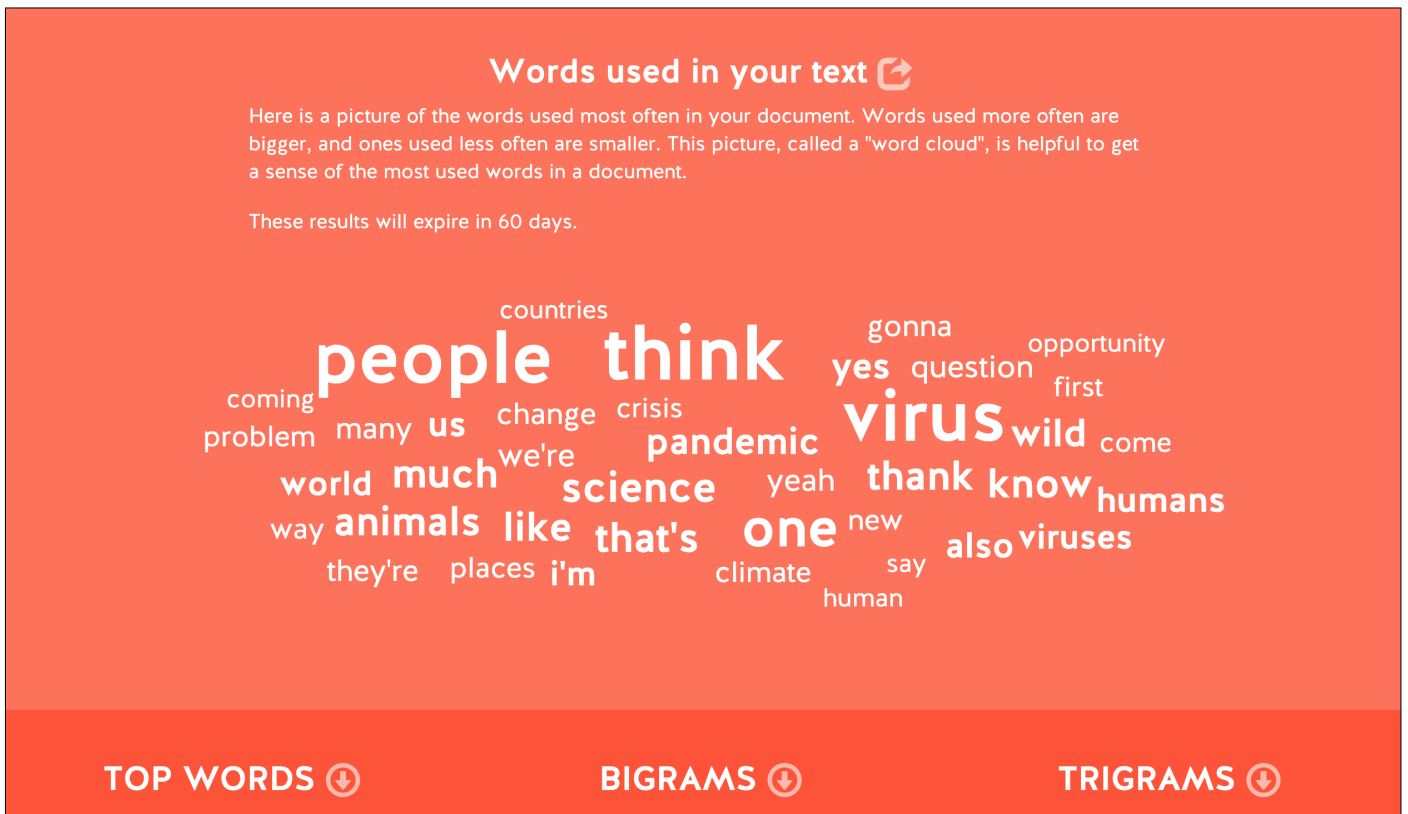 Words used in your text
Here is a picture of the words used most often in your document. Words used more often are
bigger, and ones used less often are smaller. This picture, called a "word cloud", is helpful to get
a sense of the most used words in a document.
These results will expire in 60 days.
countries
people think gonna
yes question opportunity
coming first
problem many us change crisis virus
we're pandemic wild come
world much science yeah thank know humans
way animals like that's one new also viruses
they're places i'm climate say
human
TOP WORDS BIGRAMS TRIGRAMS